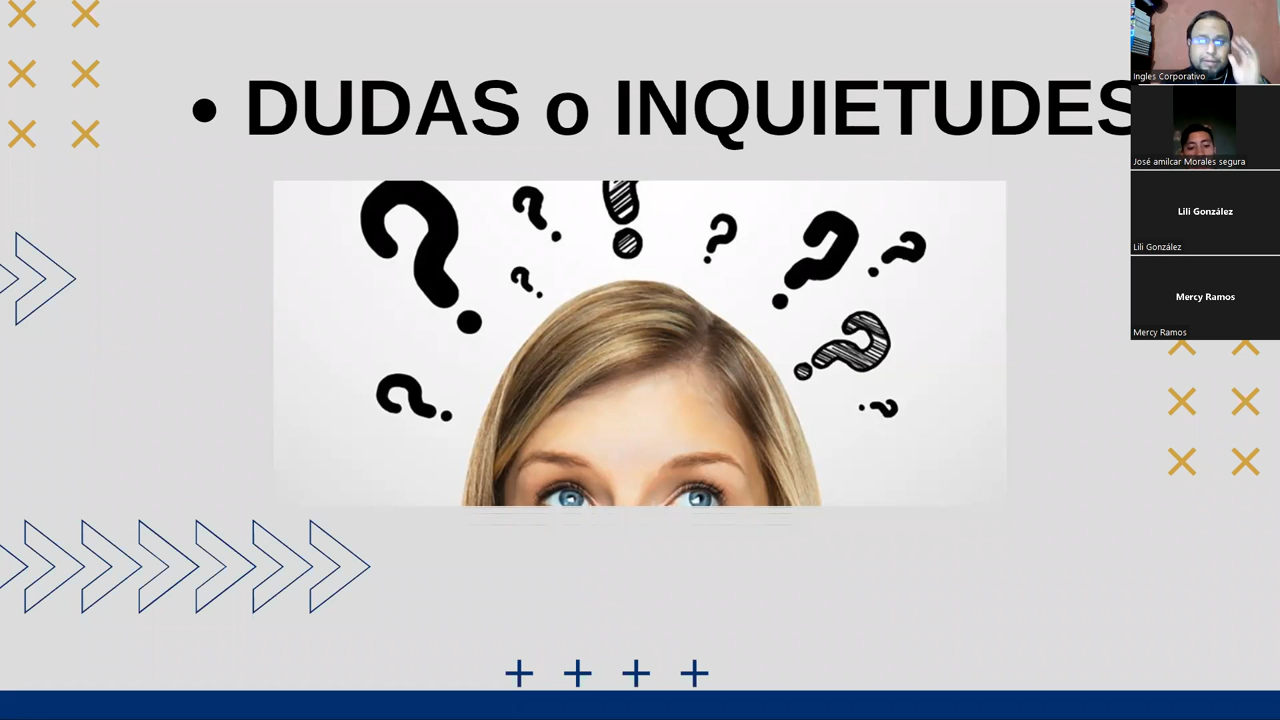 • DUDAS o INQUIETUDES
Ingles Corporativo
José amilcar Morales segura
Lili González
Lili González
Mercy Ramos
Mercy Ramos